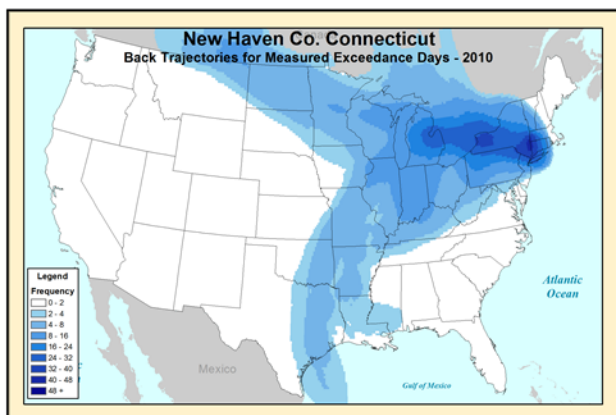 New Haven Co. Connecticut
Back Trajectories for Measured Exceedance Days - 2010
Legend
Frequency
0 - 2
2 - 4
4 - 8
8 - 16
16 - 24
24 - 32
32 - 40
40 - 48
48 +
Atlantic
Ocean
Mexico
Gulf of Mexico